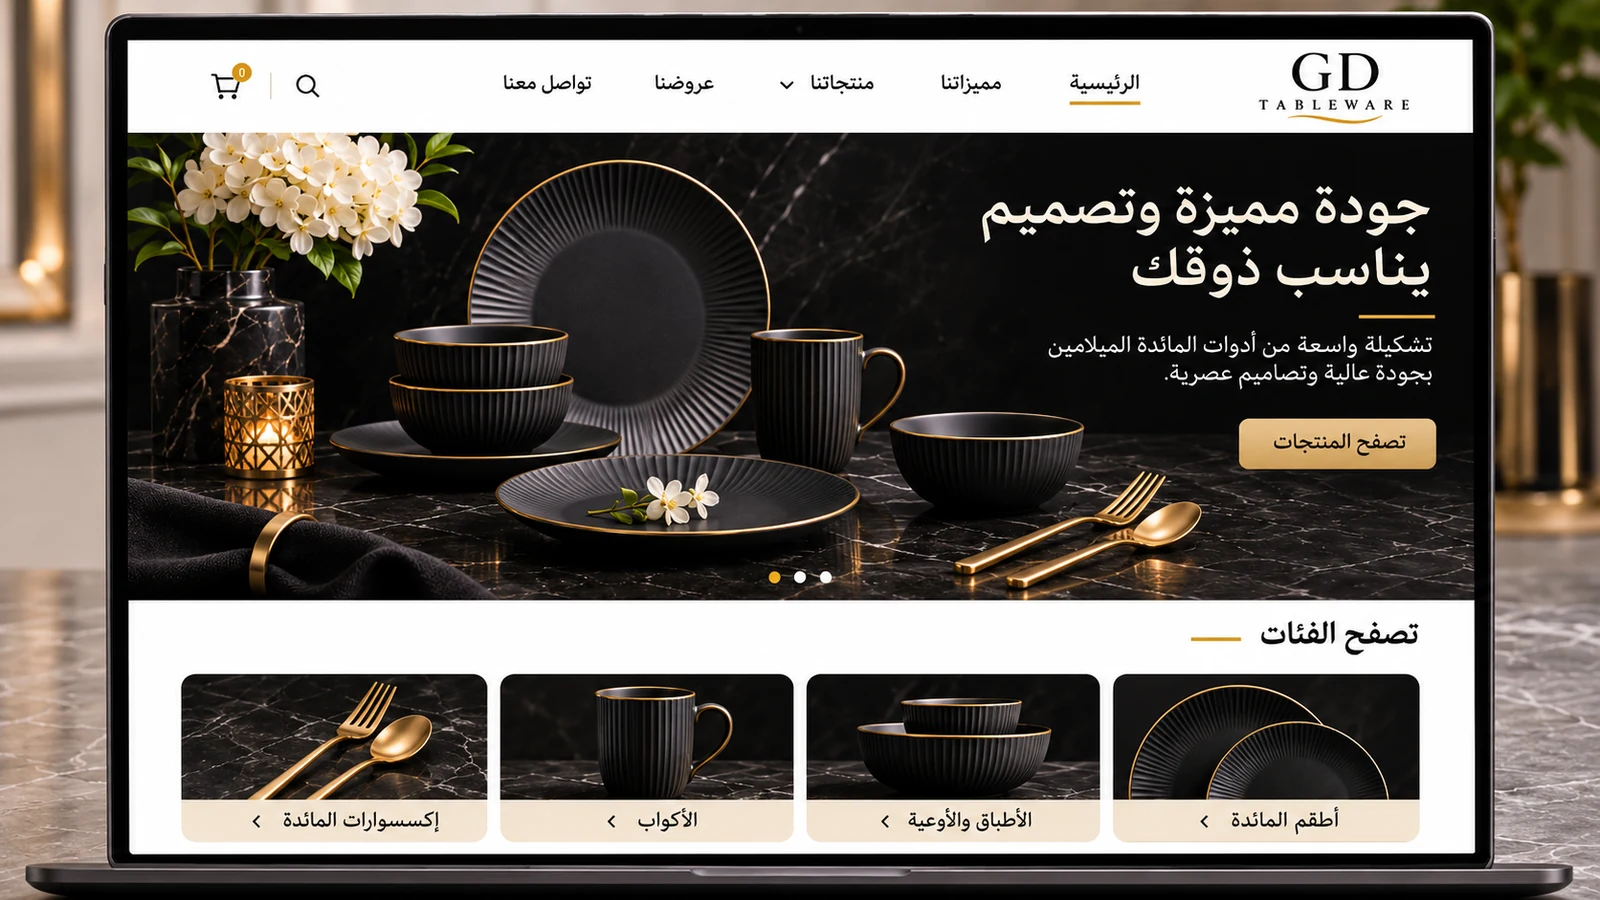 GD
TABLEWARE
الرئيسية
مميزاتنا
منتجاتنا
عروضنا
تواصل معنا
0
جودة مميزة وتصميم
يناسب ذوقك
تشكيلة واسعة من أدوات المائدة الميلامين
بجودة عالية وتصاميم عصرية.
تصفح المنتجات
تصفح الفئات
أطقم المائدة
الأطباق والأوعية
الأكواب
إكسسوارات المائدة